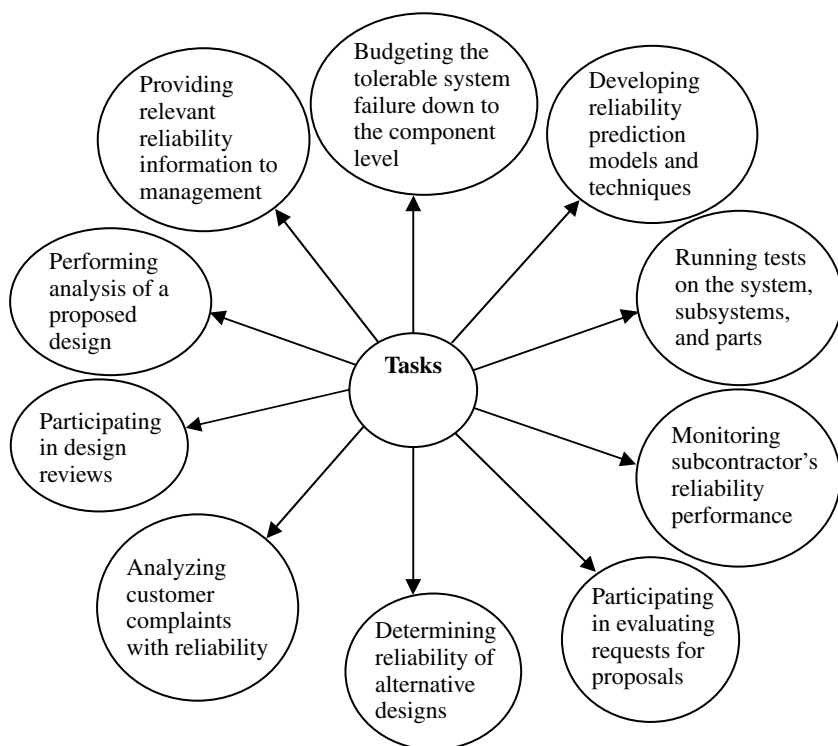 Budgeting the
tolerable system
failure down to
the component
level
Developing
reliability
prediction
models and
techniques
Running tests
on the system,
subsystems,
and parts
Monitoring
subcontractor’s
reliability
performance
Participating
in evaluating
requests for
proposals
Determining
reliability of
alternative
designs
Analyzing
customer
complaints
with reliability
Participating
in design
reviews
Performing
analysis of a
proposed
design
Providing
relevant
reliability
information to
management
Tasks